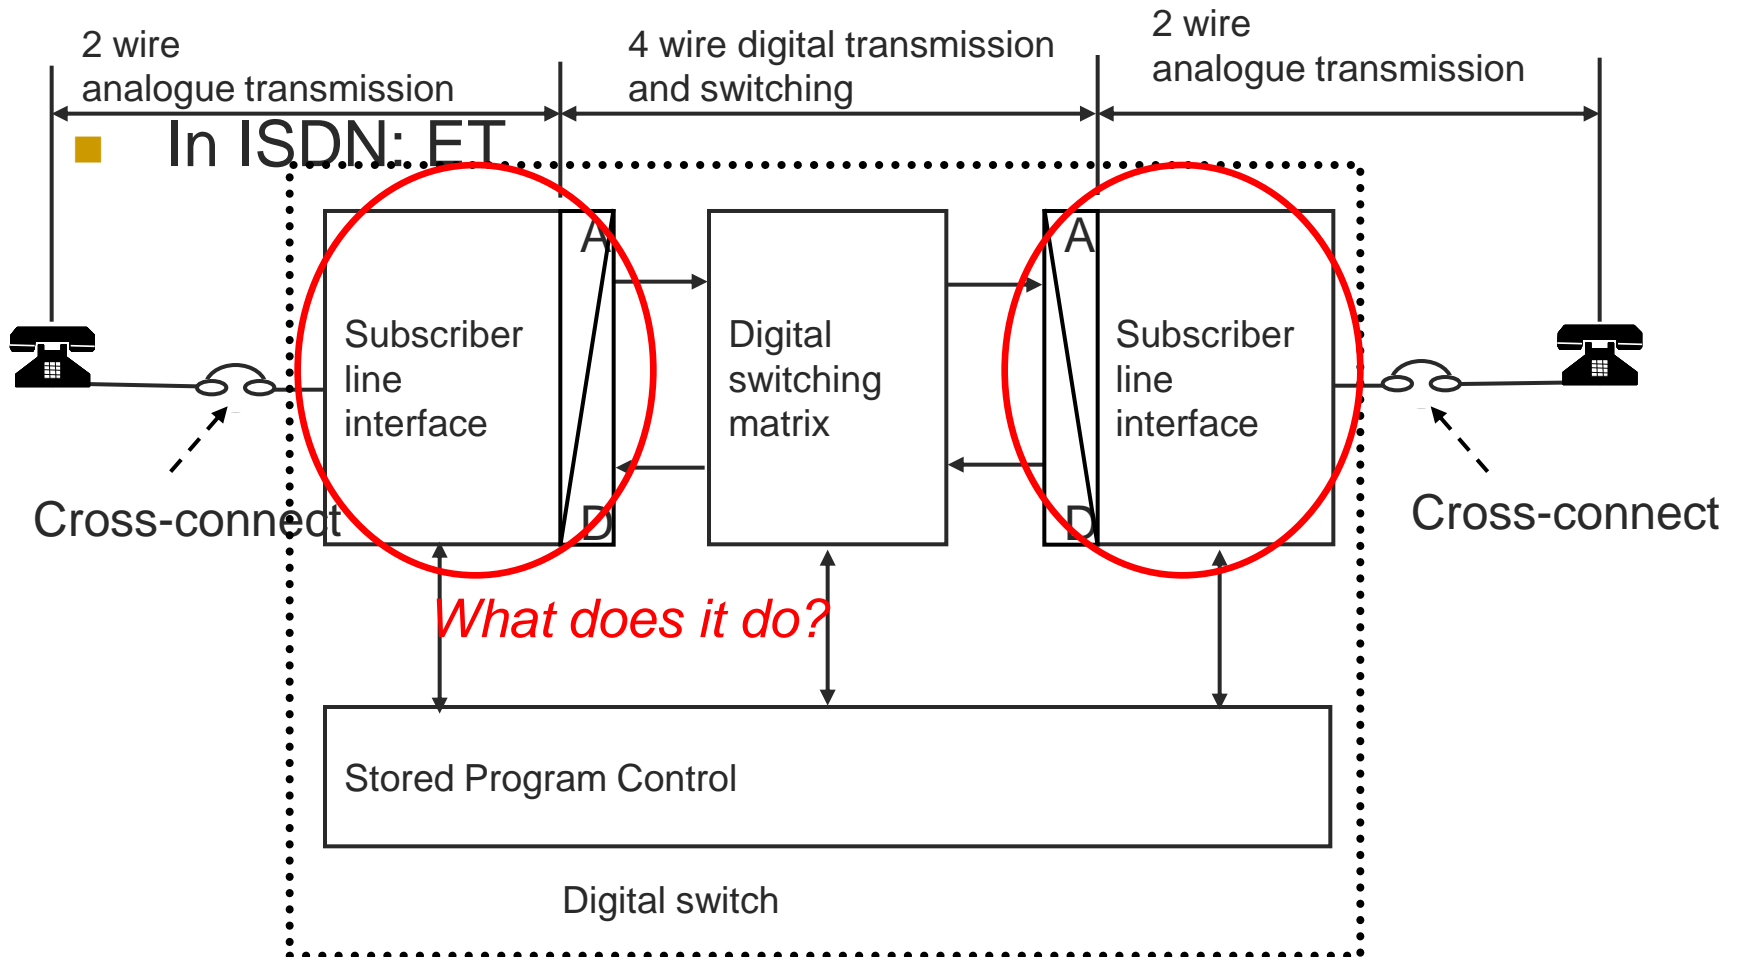 2 wire
analogue transmission
4 wire digital transmission
and switching
2 wire
analogue transmission
In ISDN: ET
A
A
Subscriber
line
interface
Digital
switching
matrix
Subscriber
line
interface
D
D
Cross-connect
Cross-connect
What does it do?
Stored Program Control
Digital switch